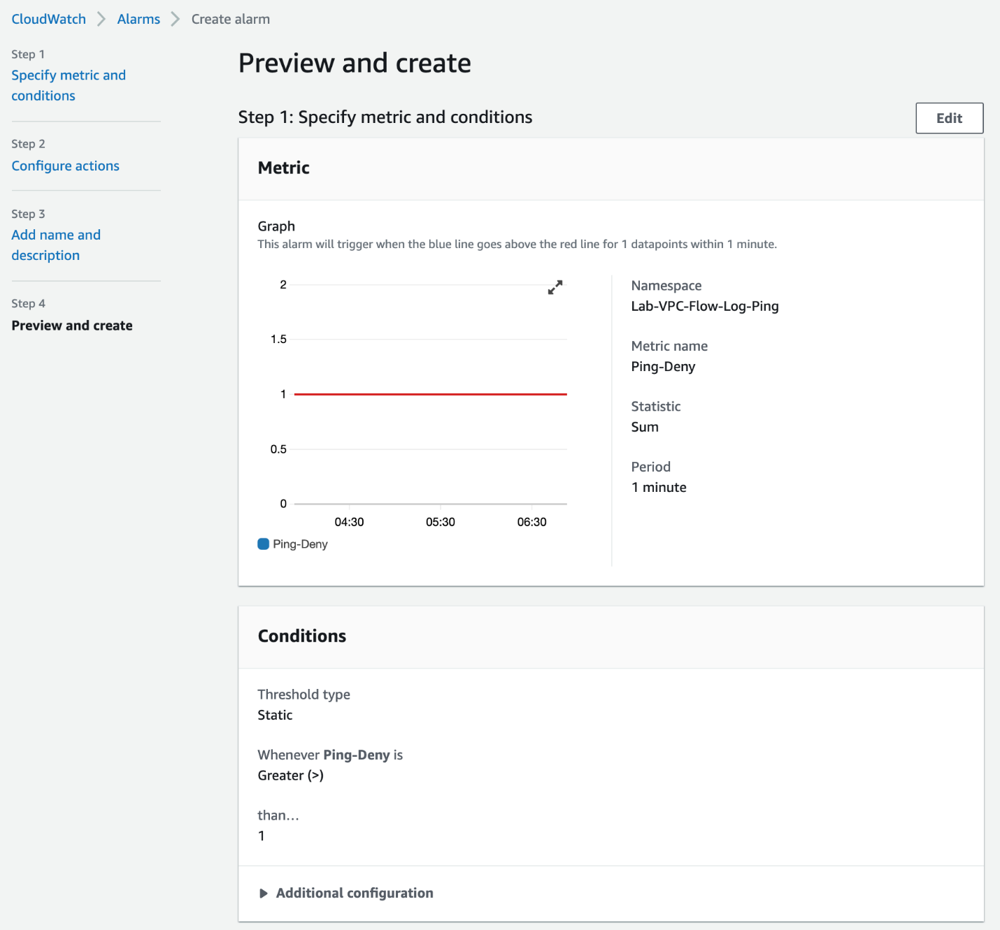 CloudWatch > Alarms > Create alarm
Step 1
Specify metric and
conditions
Step 2
Configure actions
Step 3
Add name and
description
Step 4
Preview and create
Preview and create
Step 1: Specify metric and conditions
Edit
Metric
Graph
This alarm will trigger when the blue line goes above the red line for 1 datapoints within 1 minute.
2
1.5
1
0.5
0
04:30 05:30 06:30
Ping-Deny
Namespace
Lab-VPC-Flow-Log-Ping
Metric name
Ping-Deny
Statistic
Sum
Period
1 minute
Conditions
Threshold type
Static
Whenever Ping-Deny is
Greater (>)
than...
1
Additional configuration